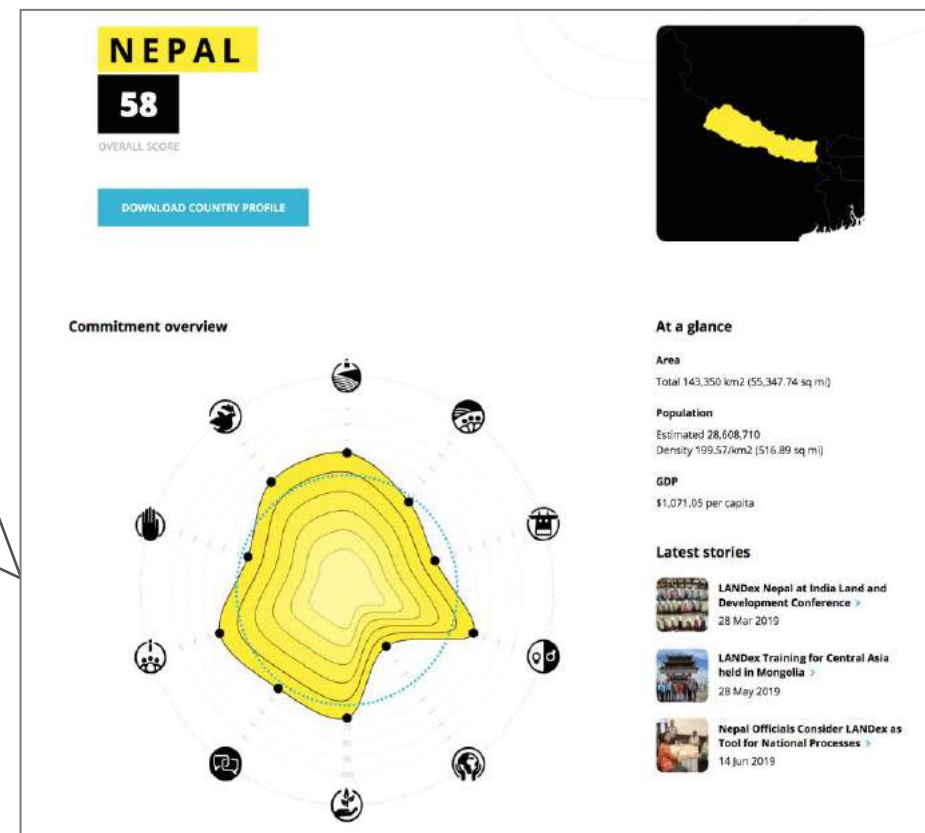 NEPAL
58
OVERALL SCORE
DOWNLOAD COUNTRY PROFILE
Commitment overview
100
At a glance
Area
Total 143,350 km2 (55,347.74 sq mi)
Population
Estimated 28,608,710
Density 199.57/km2 (516.89 sq mi)
GDP
$1,071.05 per capita
Latest stories
LANDex Nepal at India Land and
Development Conference >
28 Mar 2019
LANDex Training for Central Asia
held in Mongolia >
28 May 2019
Nepal Officials Consider LANDex as
Tool for National Processes >
14 Jun 2019